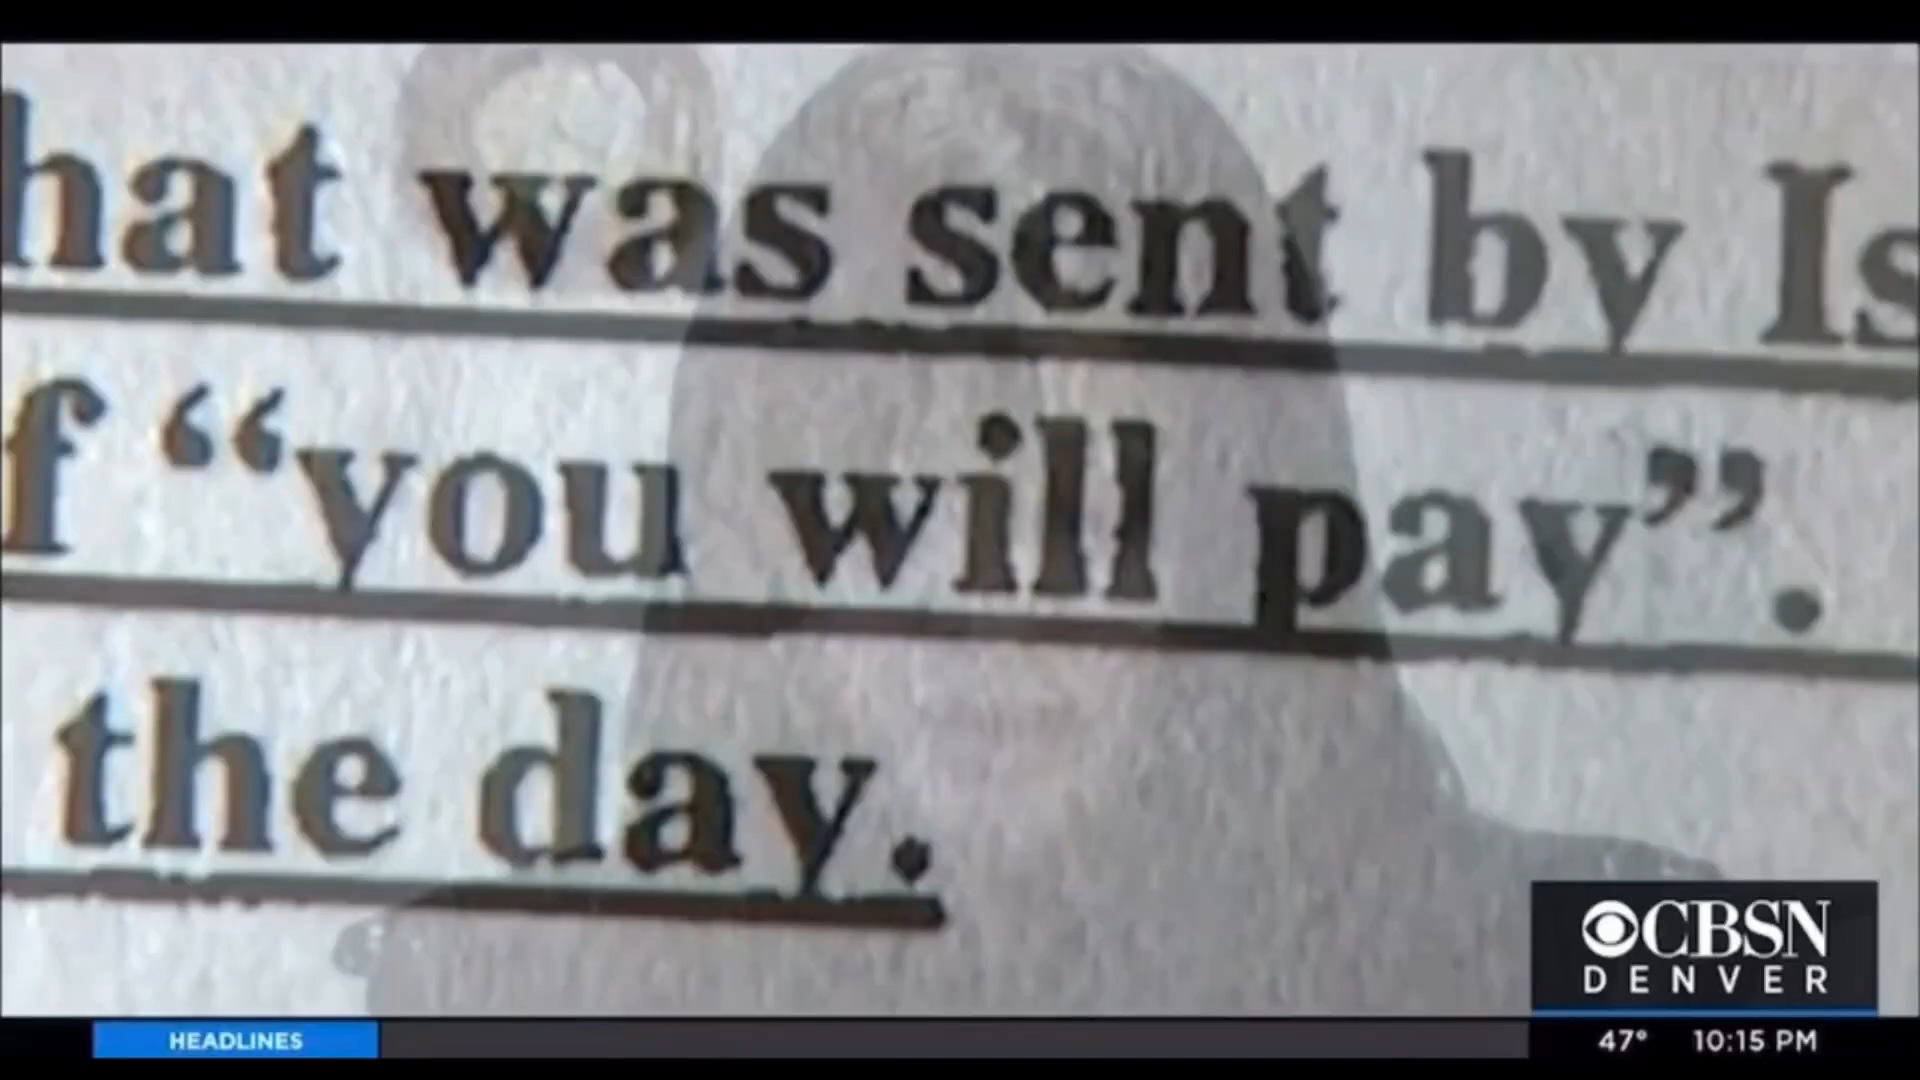 hat was sent by Is
f “you will pay”.
the day.
CBSN
DENVER
HEADLINES
47° 10:15 PM